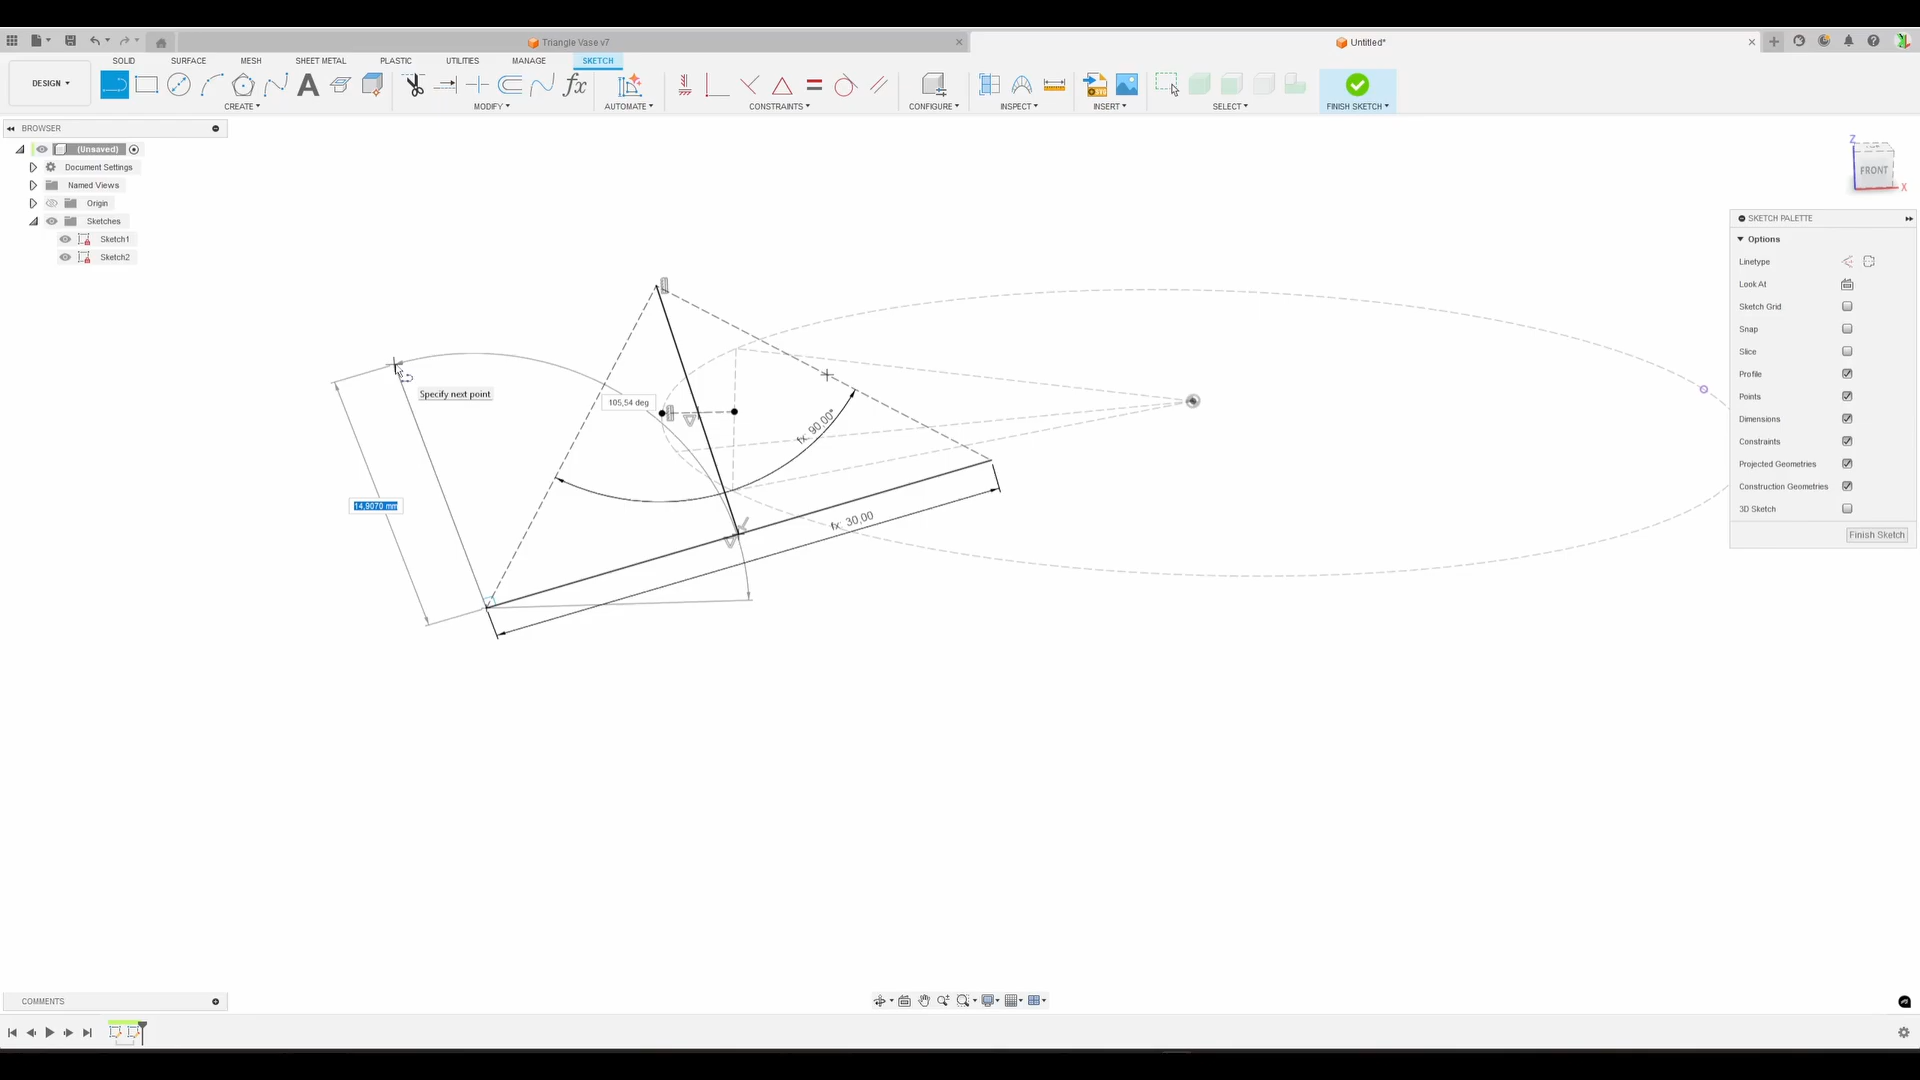 Triangle Vase v7
Untitled*
DESIGN
SOLID
SURFACE
MESH
SHEET METAL
PLASTIC
UTILITIES
MANAGE
SKETCH
CREATE
MODIFY
AUTOMATE
CONSTRAINTS
CONFIGURE
INSPECT
INSERT
SELECT
FINISH SKETCH
BROWSER
(Unsaved)
Document Settings
Named Views
Origin
Sketches
Sketch1
Sketch2
Z
FRONT
X
SKETCH PALETTE
Options
Linetype
Look At
Sketch Grid
Snap
Slice
Profile
Points
Dimensions
Constraints
Projected Geometries
Construction Geometries
3D Sketch
Finish Sketch
Specify next point
105,54 deg
fx: 90,00°
14,9070 mm
fx: 30,00
COMMENTS